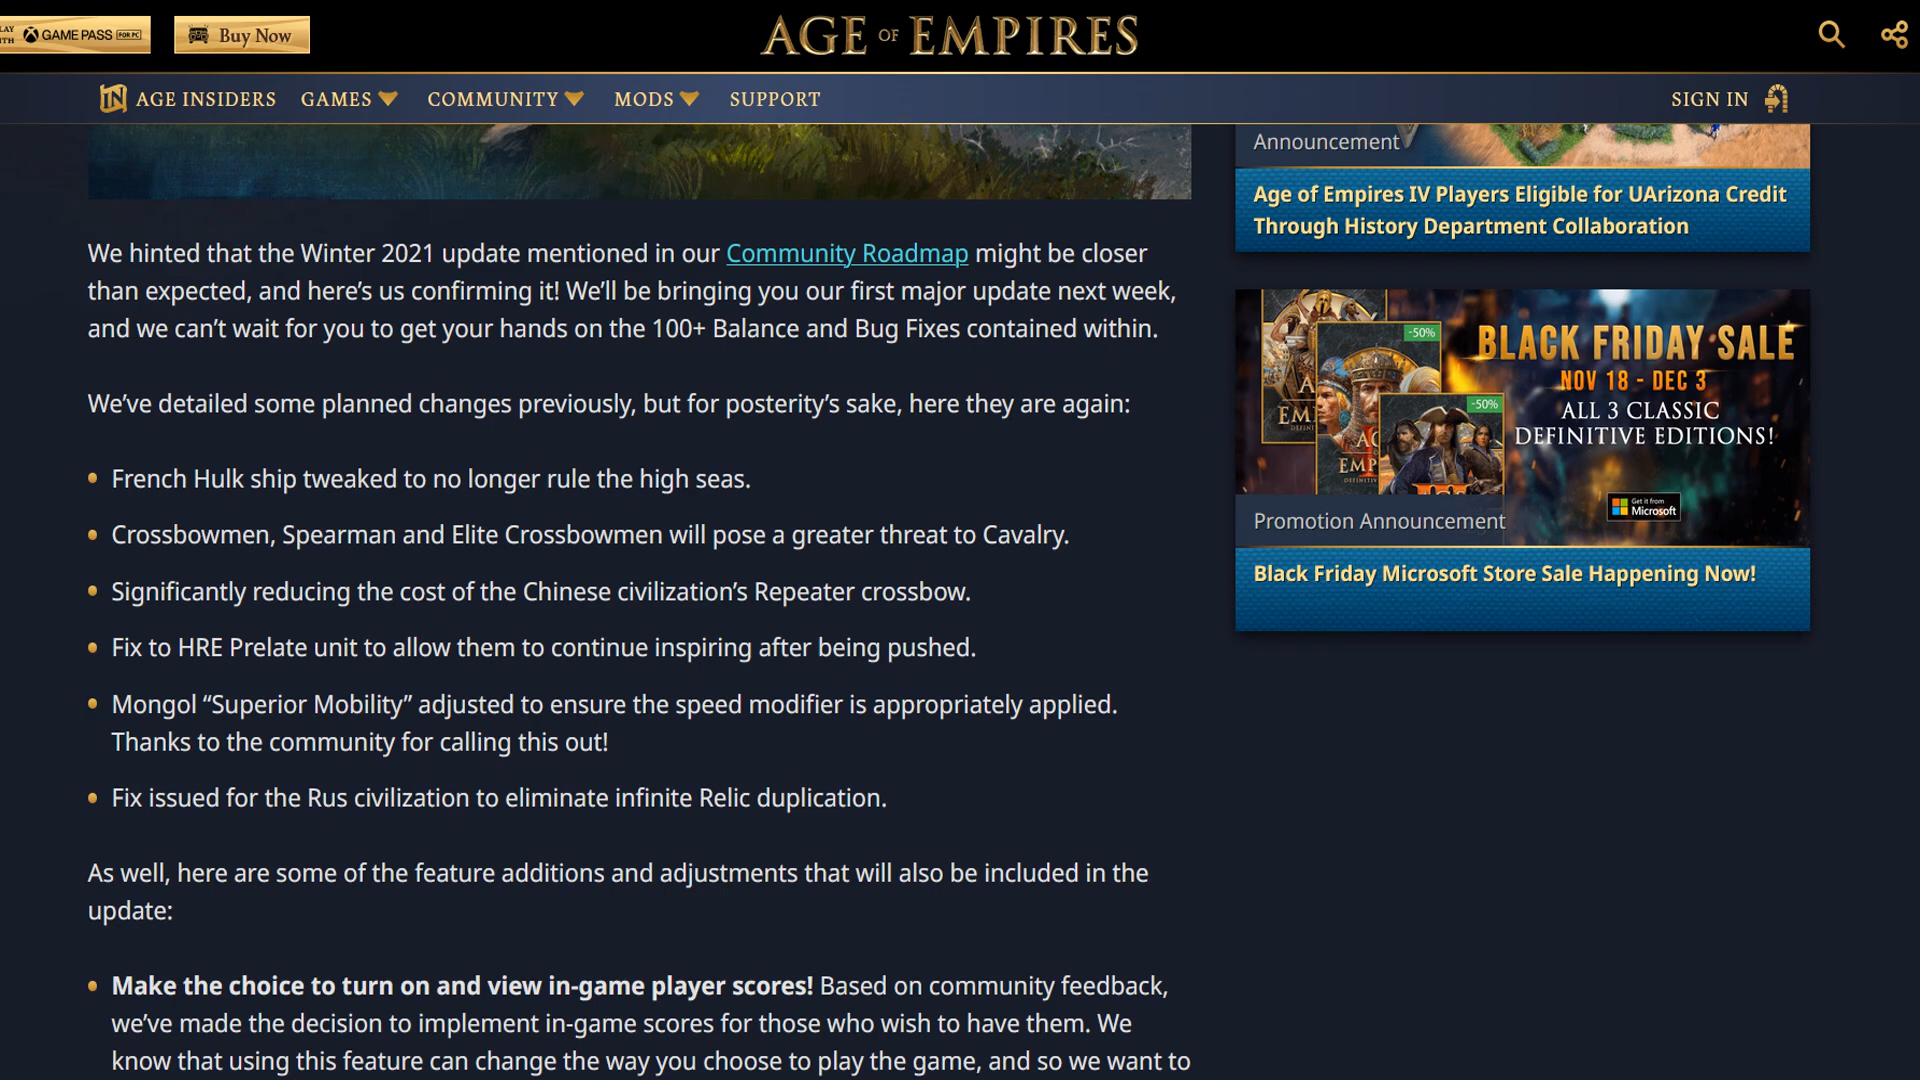 GAME PASS FOR PC
Buy Now
AGE OF EMPIRES
AGE INSIDERS GAMES COMMUNITY MODS SUPPORT
SIGN IN
We hinted that the Winter 2021 update mentioned in our Community Roadmap might be closer
than expected, and here’s us confirming it! We’ll be bringing you our first major update next week,
and we can’t wait for you to get your hands on the 100+ Balance and Bug Fixes contained within.
We’ve detailed some planned changes previously, but for posterity’s sake, here they are again:
French Hulk ship tweaked to no longer rule the high seas.
Crossbowmen, Spearman and Elite Crossbowmen will pose a greater threat to Cavalry.
Significantly reducing the cost of the Chinese civilization’s Repeater crossbow.
Fix to HRE Prelate unit to allow them to continue inspiring after being pushed.
Mongol “Superior Mobility” adjusted to ensure the speed modifier is appropriately applied.
Thanks to the community for calling this out!
Fix issued for the Rus civilization to eliminate infinite Relic duplication.
As well, here are some of the feature additions and adjustments that will also be included in the
update:
Make the choice to turn on and view in-game player scores! Based on community feedback,
we’ve made the decision to implement in-game scores for those who wish to have them. We
know that using this feature can change the way you choose to play the game, and so we want to
Announcement
Age of Empires IV Players Eligible for UArizona Credit
Through History Department Collaboration
-50%
-50%
BLACK FRIDAY SALE
NOV 18 - DEC 3
ALL 3 CLASSIC
DEFINITIVE EDITIONS!
Get it from
Microsoft
Promotion Announcement
Black Friday Microsoft Store Sale Happening Now!